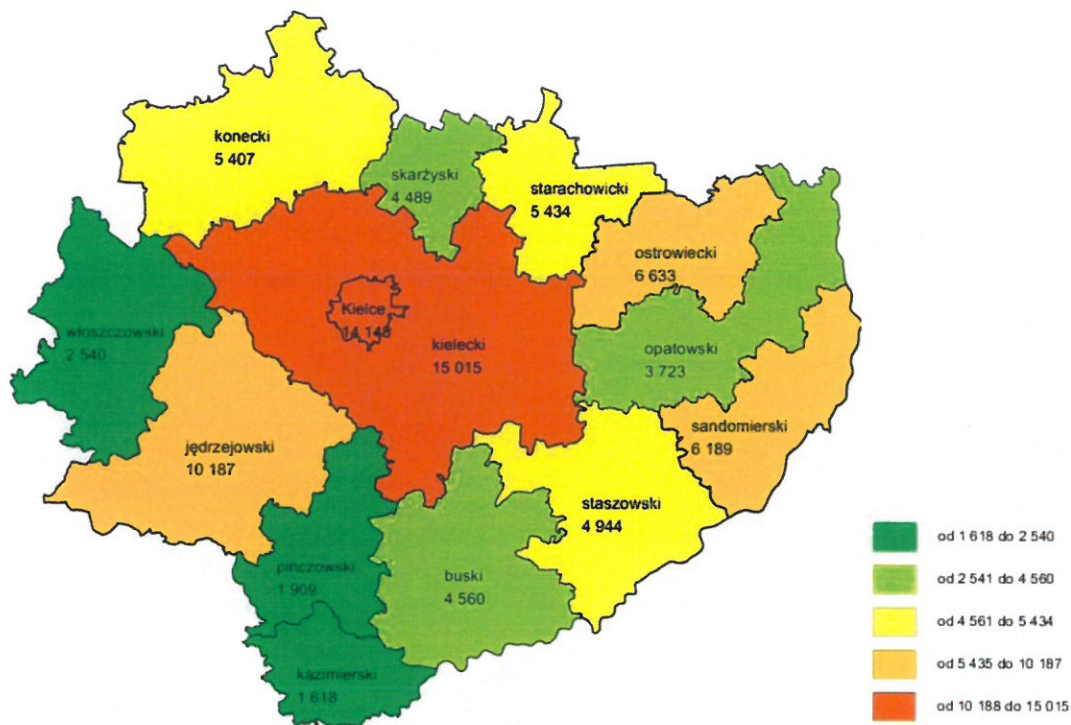 konecki
5 407
skarżyski
4 489
starachowicki
5 434
ostrowiecki
6 633
włoszczowski
2 540
Kielce
14 148
kielecki
15 015
opatowski
3 723
sandomierski
6 189
jędrzejowski
10 187
staszowski
4 944
pińczowski
1 909
buski
4 560
kazimierski
1 618
od 1 618 do 2 540
od 2 541 do 4 560
od 4 561 do 5 434
od 5 435 do 10 187
od 10 188 do 15 015